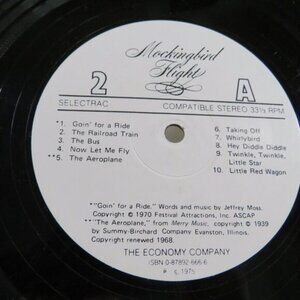 Mockingbird
Flight
2
A
SELECTRAC
COMPATIBLE STEREO 33⅓ RPM
*1. Goin' for a Ride
2. The Railroad Train
3. The Bus
4. Now Let Me Fly
**5. The Aeroplane
6. Taking Off
7. Whirlybird
8. Hey Diddle Diddle
9. Twinkle, Twinkle,
Little Star
10. Little Red Wagon
*"Goin' for a Ride." Words and music by Jeffrey Moss.
Copyright © 1970 Festival Attractions, Inc. ASCAP
**"The Aeroplane," from Merry Music, copyright © 1939
by Summy-Birchard Company Evanston, Illinois.
Copyright renewed 1968.
THE ECONOMY COMPANY
ISBN 0-87892-666-6
℗ © 1975